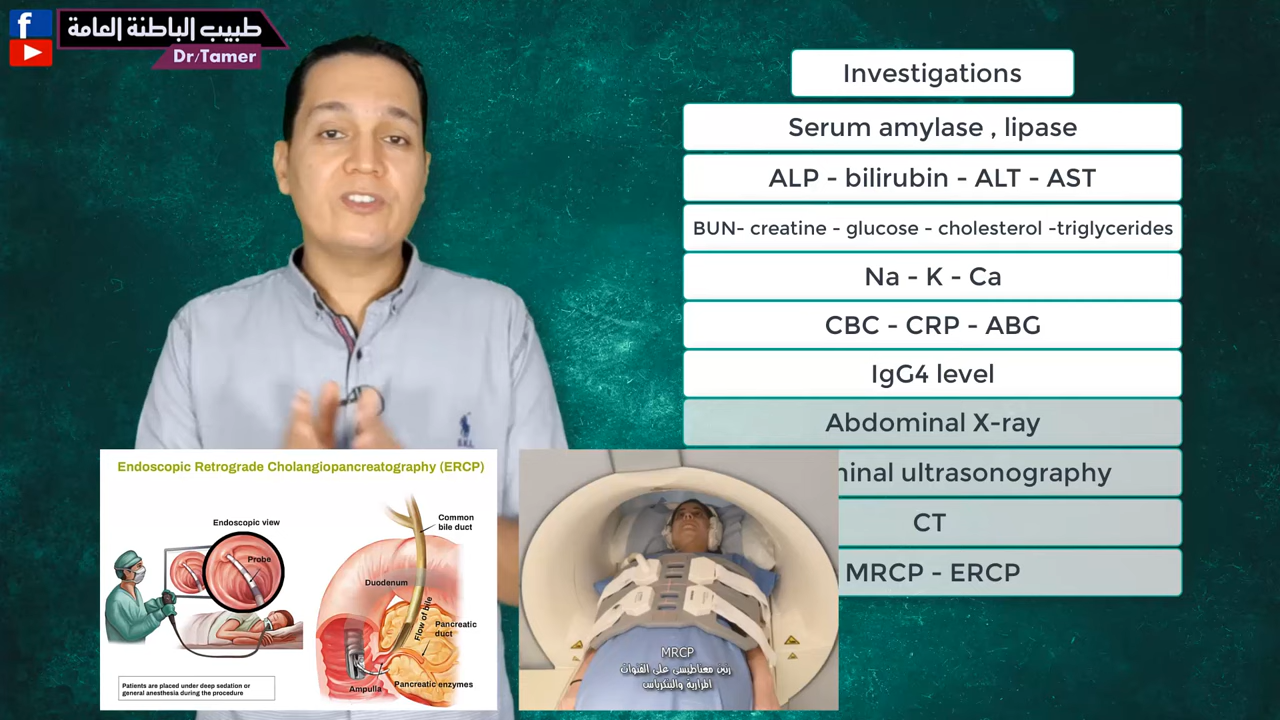 f
طبيب الباطنة العامة
Dr/Tamer
Investigations
Serum amylase , lipase
ALP - bilirubin - ALT - AST
BUN- creatine - glucose - cholesterol -triglycerides
Na - K - Ca
CBC - CRP - ABG
IgG4 level
Abdominal X-ray
inal ultrasonography
CT
MRCP - ERCP
Endoscopic Retrograde Cholangiopancreatography (ERCP)
Endoscopic view
Probe
Common
bile duct
Duodenum
Flow of bile
Pancreatic
duct
Ampulla
Pancreatic enzymes
Patients are placed under deep sedation or
general anesthesia during the procedure
MRCP
رنين مغناطيسي على القنوات
المرارية والبنكرياس